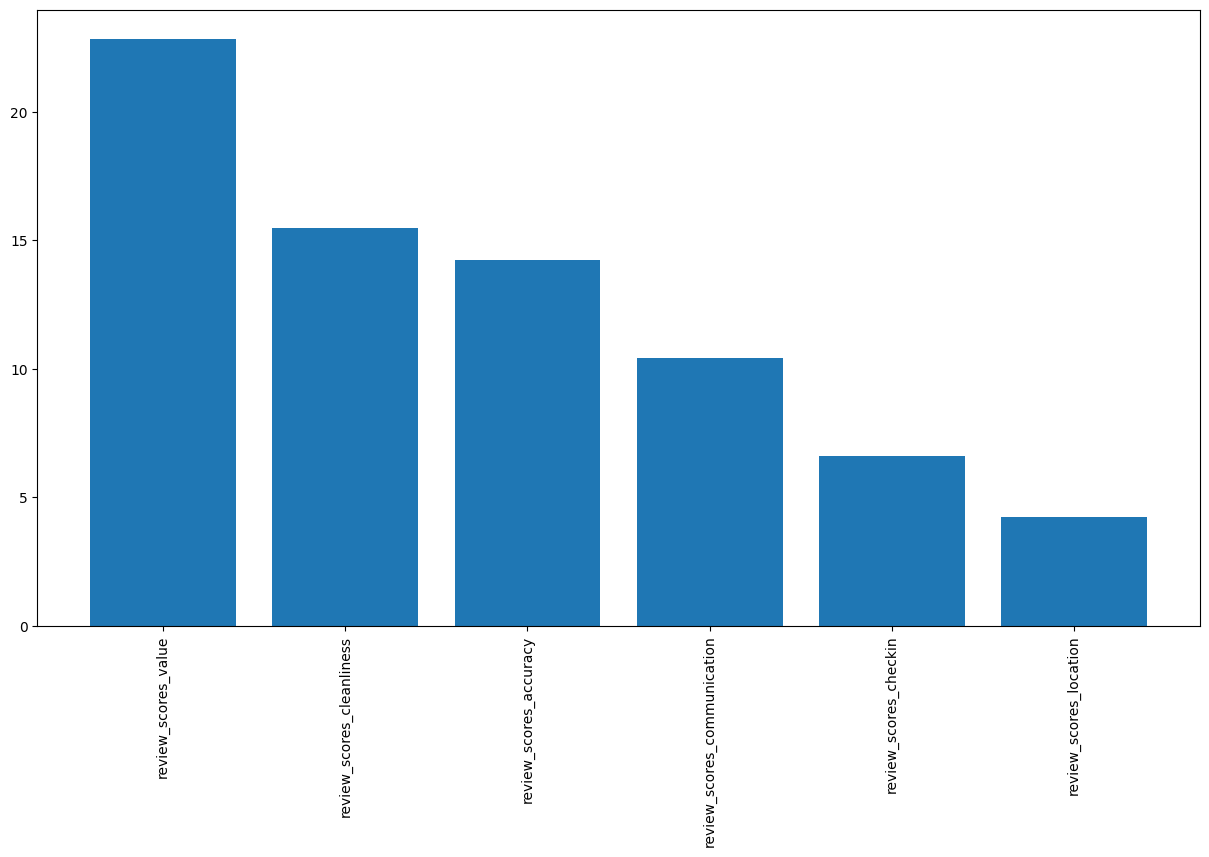 20
15
10
5
0
review_scores_value
review_scores_cleanliness
review_scores_accuracy
review_scores_communication
review_scores_checkin
review_scores_location